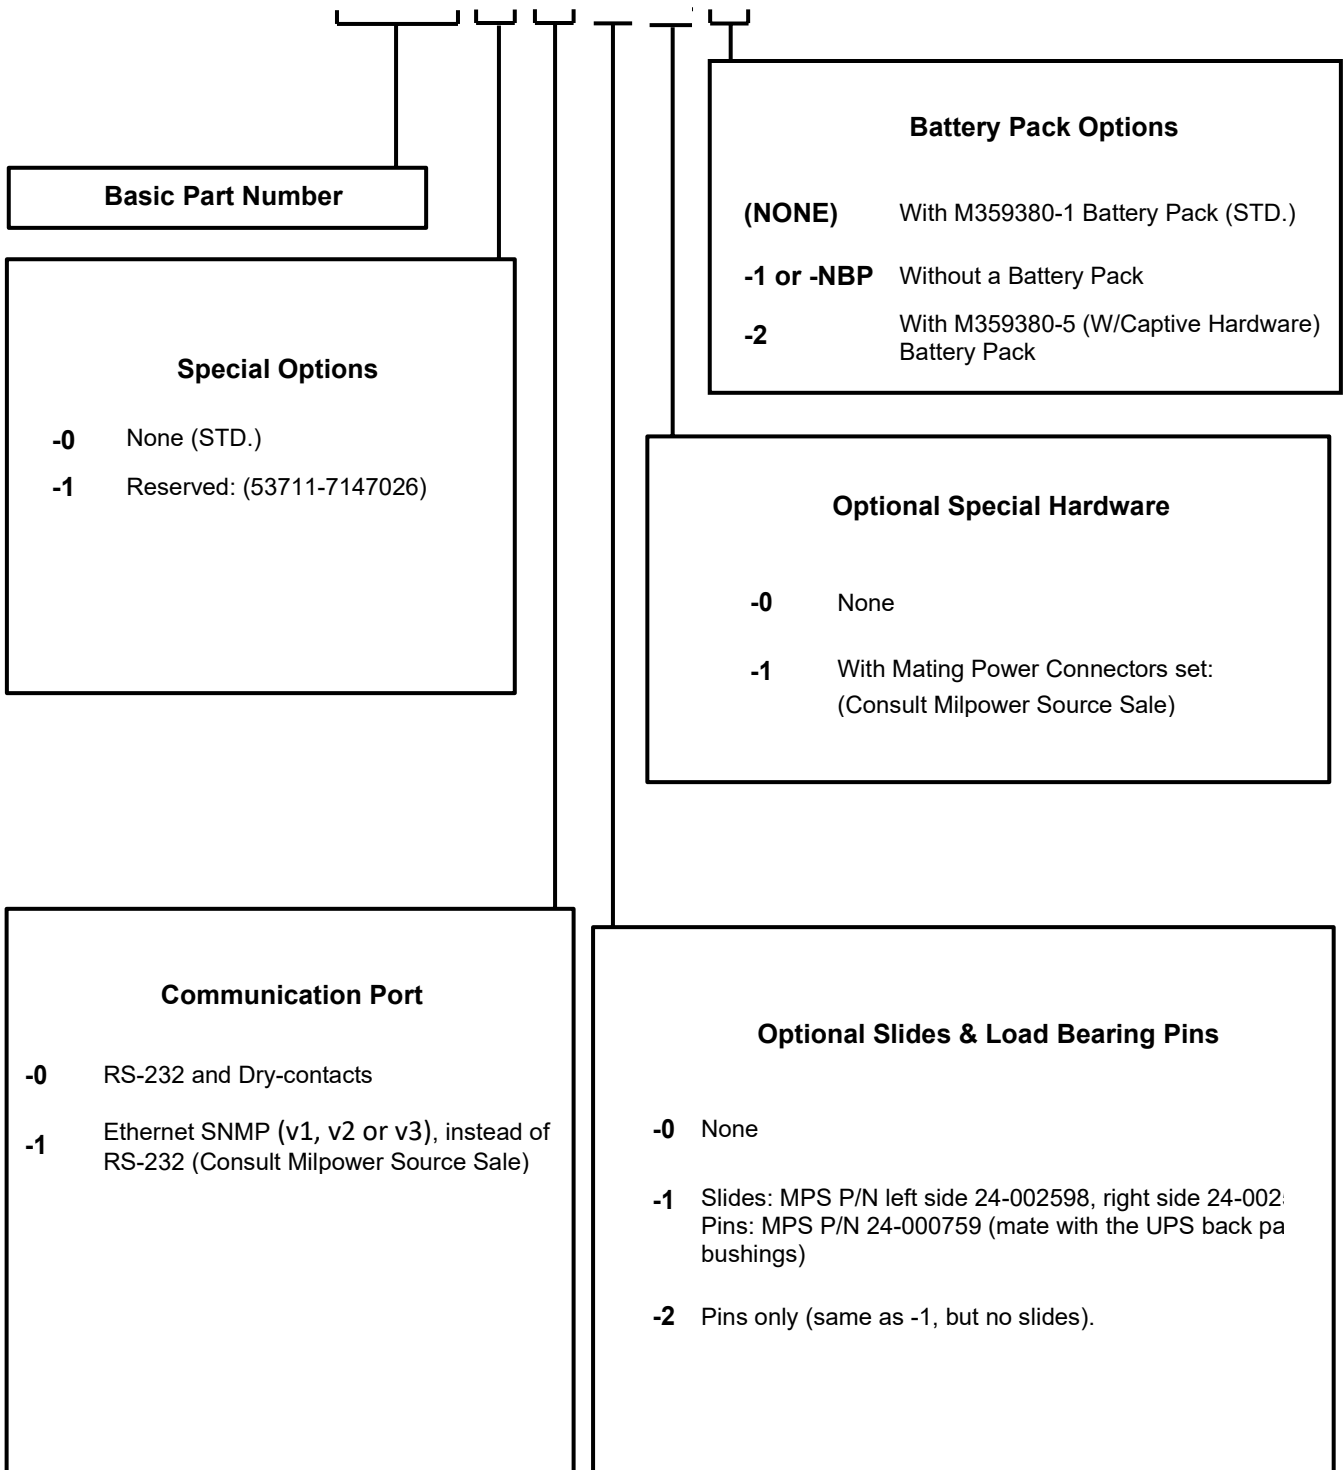 Basic Part Number
Battery Pack Options
(NONE) With M359380-1 Battery Pack (STD.)
-1 or -NBP Without a Battery Pack
-2 With M359380-5 (W/Captive Hardware)
Battery Pack
Special Options
-0 None (STD.)
-1 Reserved: (53711-7147026)
Optional Special Hardware
-0 None
-1 With Mating Power Connectors set:
(Consult Milpower Source Sale)
Communication Port
-0 RS-232 and Dry-contacts
-1 Ethernet SNMP (v1, v2 or v3), instead of
RS-232 (Consult Milpower Source Sale)
Optional Slides & Load Bearing Pins
-0 None
-1 Slides: MPS P/N left side 24-002598, right side 24-002
Pins: MPS P/N 24-000759 (mate with the UPS back pa
bushings)
-2 Pins only (same as -1, but no slides).